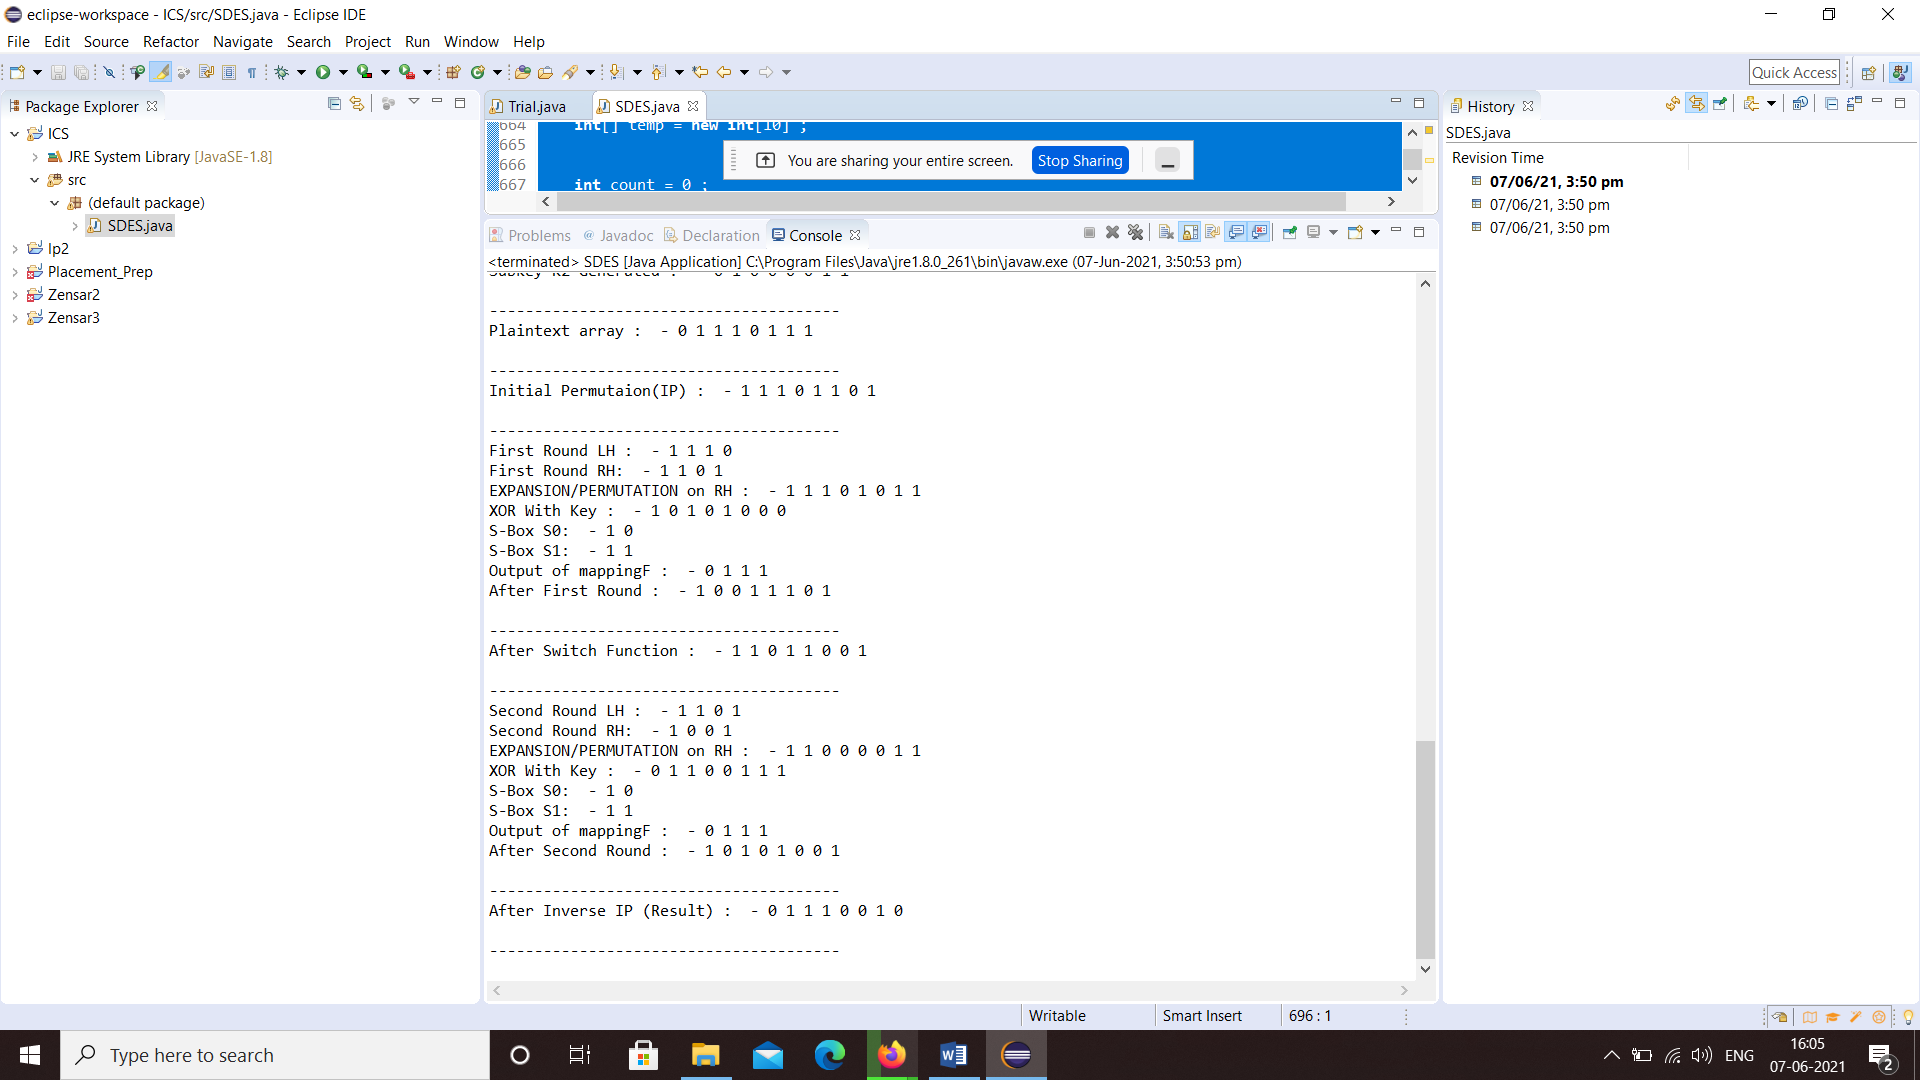 eclipse-workspace - ICS/src/SDES.java - Eclipse IDE
File Edit Source Refactor Navigate Search Project Run Window Help
Quick Access
Package Explorer
ICS
JRE System Library [JavaSE-1.8]
src
(default package)
SDES.java
Ip2
Placement_Prep
Zensar2
Zensar3
Trial.java
SDES.java
664 int[] temp = new int[10] ;
665
666
667 int count = 0 ;
You are sharing your entire screen. Stop Sharing
Problems @ Javadoc Declaration Console
<terminated> SDES [Java Application] C:\Program Files\Java\jre1.8.0_261\bin\javaw.exe (07-Jun-2021, 3:50:53 pm)
Subkey K2 Generated : - 0 1 0 0 0 0 1 1
---------------------------------------
Plaintext array : - 0 1 1 1 0 1 1 1
---------------------------------------
Initial Permutaion(IP) : - 1 1 1 0 1 1 0 1
---------------------------------------
First Round LH : - 1 1 1 0
First Round RH: - 1 1 0 1
EXPANSION/PERMUTATION on RH : - 1 1 1 0 1 0 1 1
XOR With Key : - 1 0 1 0 1 0 0 0
S-Box S0: - 1 0
S-Box S1: - 1 1
Output of mappingF : - 0 1 1 1
After First Round : - 1 0 0 1 1 1 0 1
---------------------------------------
After Switch Function : - 1 1 0 1 1 0 0 1
---------------------------------------
Second Round LH : - 1 1 0 1
Second Round RH: - 1 0 0 1
EXPANSION/PERMUTATION on RH : - 1 1 0 0 0 0 1 1
XOR With Key : - 0 1 1 0 0 1 1 1
S-Box S0: - 1 0
S-Box S1: - 1 1
Output of mappingF : - 0 1 1 1
After Second Round : - 1 0 1 0 1 0 0 1
---------------------------------------
After Inverse IP (Result) : - 0 1 1 1 0 0 1 0
---------------------------------------
History
SDES.java
Revision Time
07/06/21, 3:50 pm
07/06/21, 3:50 pm
07/06/21, 3:50 pm
Writable Smart Insert 696 : 1
Type here to search
ENG
16:05
07-06-2021
2